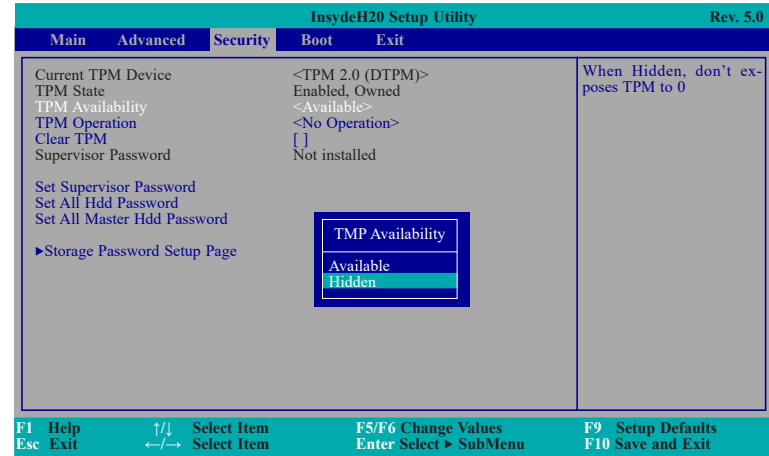 InsydeH20 Setup Utility Rev. 5.0
Main Advanced Security Boot Exit
Current TPM Device <TPM 2.0 (DTPM)>
TPM State Enabled, Owned
TPM Availability <Available>
TPM Operation <No Operation>
Clear TPM [ ]
Supervisor Password Not installed
Set Supervisor Password
Set All Hdd Password
Set All Master Hdd Password
▶Storage Password Setup Page
When Hidden, don't ex-
poses TPM to 0
TMP Availability
Available
Hidden
F1 Help ↑/↓ Select Item F5/F6 Change Values F9 Setup Defaults
Esc Exit ←/→ Select Item Enter Select ▶ SubMenu F10 Save and Exit